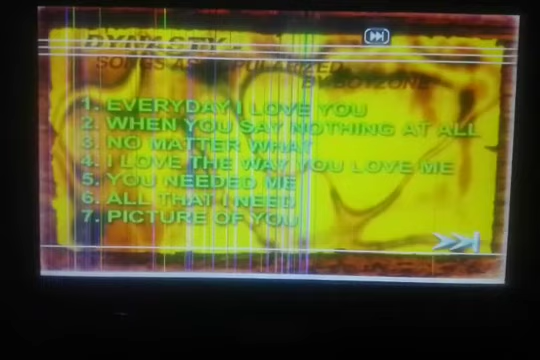 DYNASTY -
SONGS AS POPULARIZED
BY BOYZONE
1. EVERYDAY I LOVE YOU
2. WHEN YOU SAY NOTHING AT ALL
3. NO MATTER WHAT
4. I LOVE THE WAY YOU LOVE ME
5. YOU NEEDED ME
6. ALL THAT I NEED
7. PICTURE OF YOU